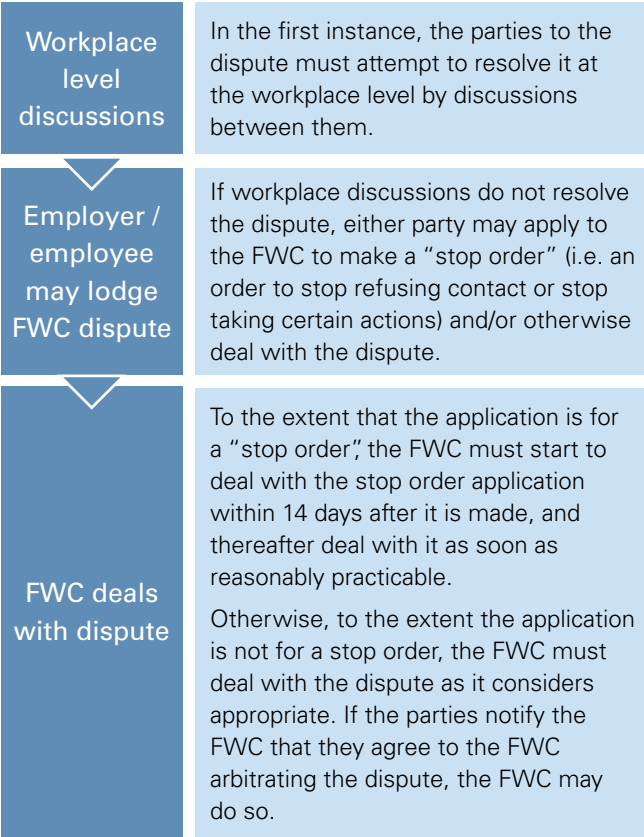 Workplace
level
discussions
In the first instance, the parties to the
dispute must attempt to resolve it at
the workplace level by discussions
between them.
Employer /
employee
may lodge
FWC dispute
If workplace discussions do not resolve
the dispute, either party may apply to
the FWC to make a “stop order” (i.e. an
order to stop refusing contact or stop
taking certain actions) and/or otherwise
deal with the dispute.
FWC deals
with dispute
To the extent that the application is for
a “stop order”, the FWC must start to
deal with the stop order application
within 14 days after it is made, and
thereafter deal with it as soon as
reasonably practicable.
Otherwise, to the extent the application
is not for a stop order, the FWC must
deal with the dispute as it considers
appropriate. If the parties notify the
FWC that they agree to the FWC
arbitrating the dispute, the FWC may
do so.